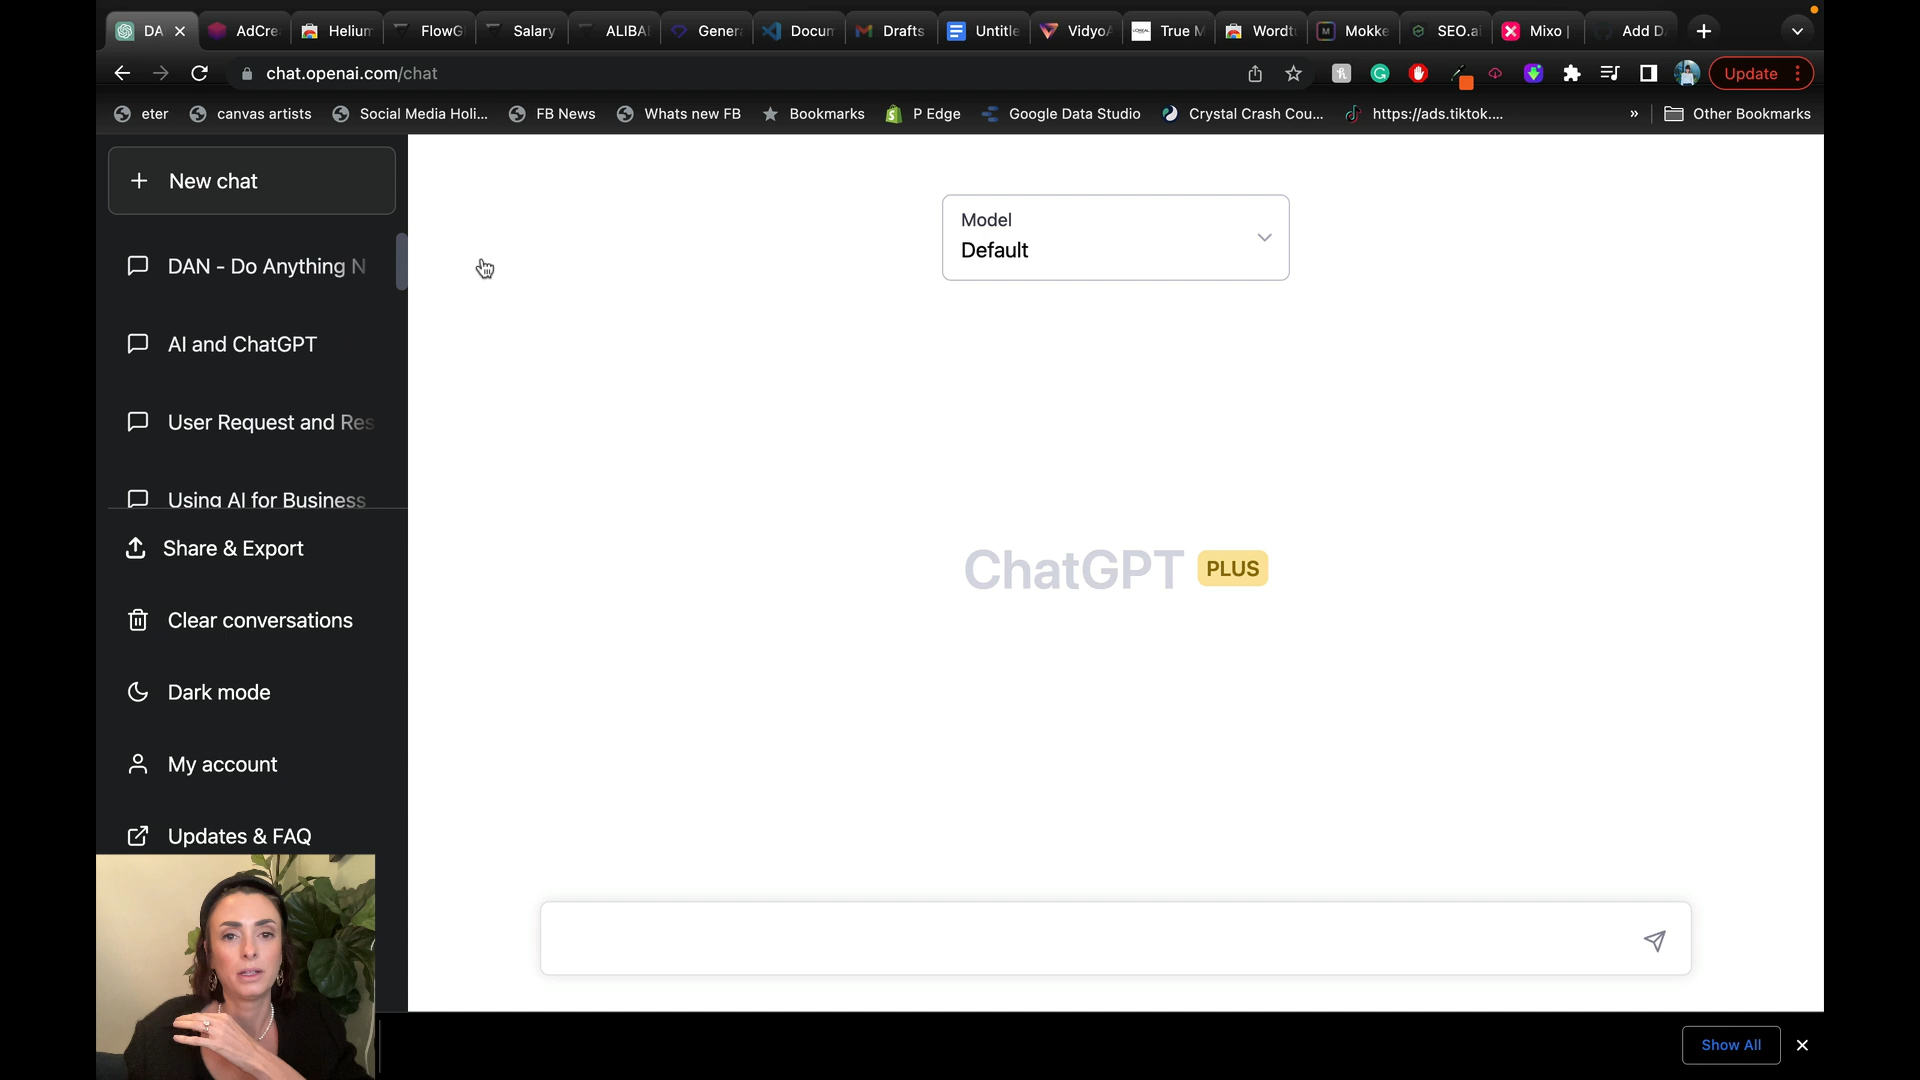 DA
AdCre
Helium
FlowG
Salary
ALIBA
Gener
Docum
Drafts
Untitle
VidyoA
True M
Wordtu
Mokke
SEO.ai
Mixo |
Add D
chat.openai.com/chat
Update
eter
canvas artists
Social Media Holi...
FB News
Whats new FB
Bookmarks
P Edge
Google Data Studio
Crystal Crash Cou...
https://ads.tiktok....
»
Other Bookmarks
New chat
DAN - Do Anything N
AI and ChatGPT
User Request and Res
Using AI for Business
Share & Export
Clear conversations
Dark mode
My account
Updates & FAQ
Model
Default
ChatGPT PLUS
Show All